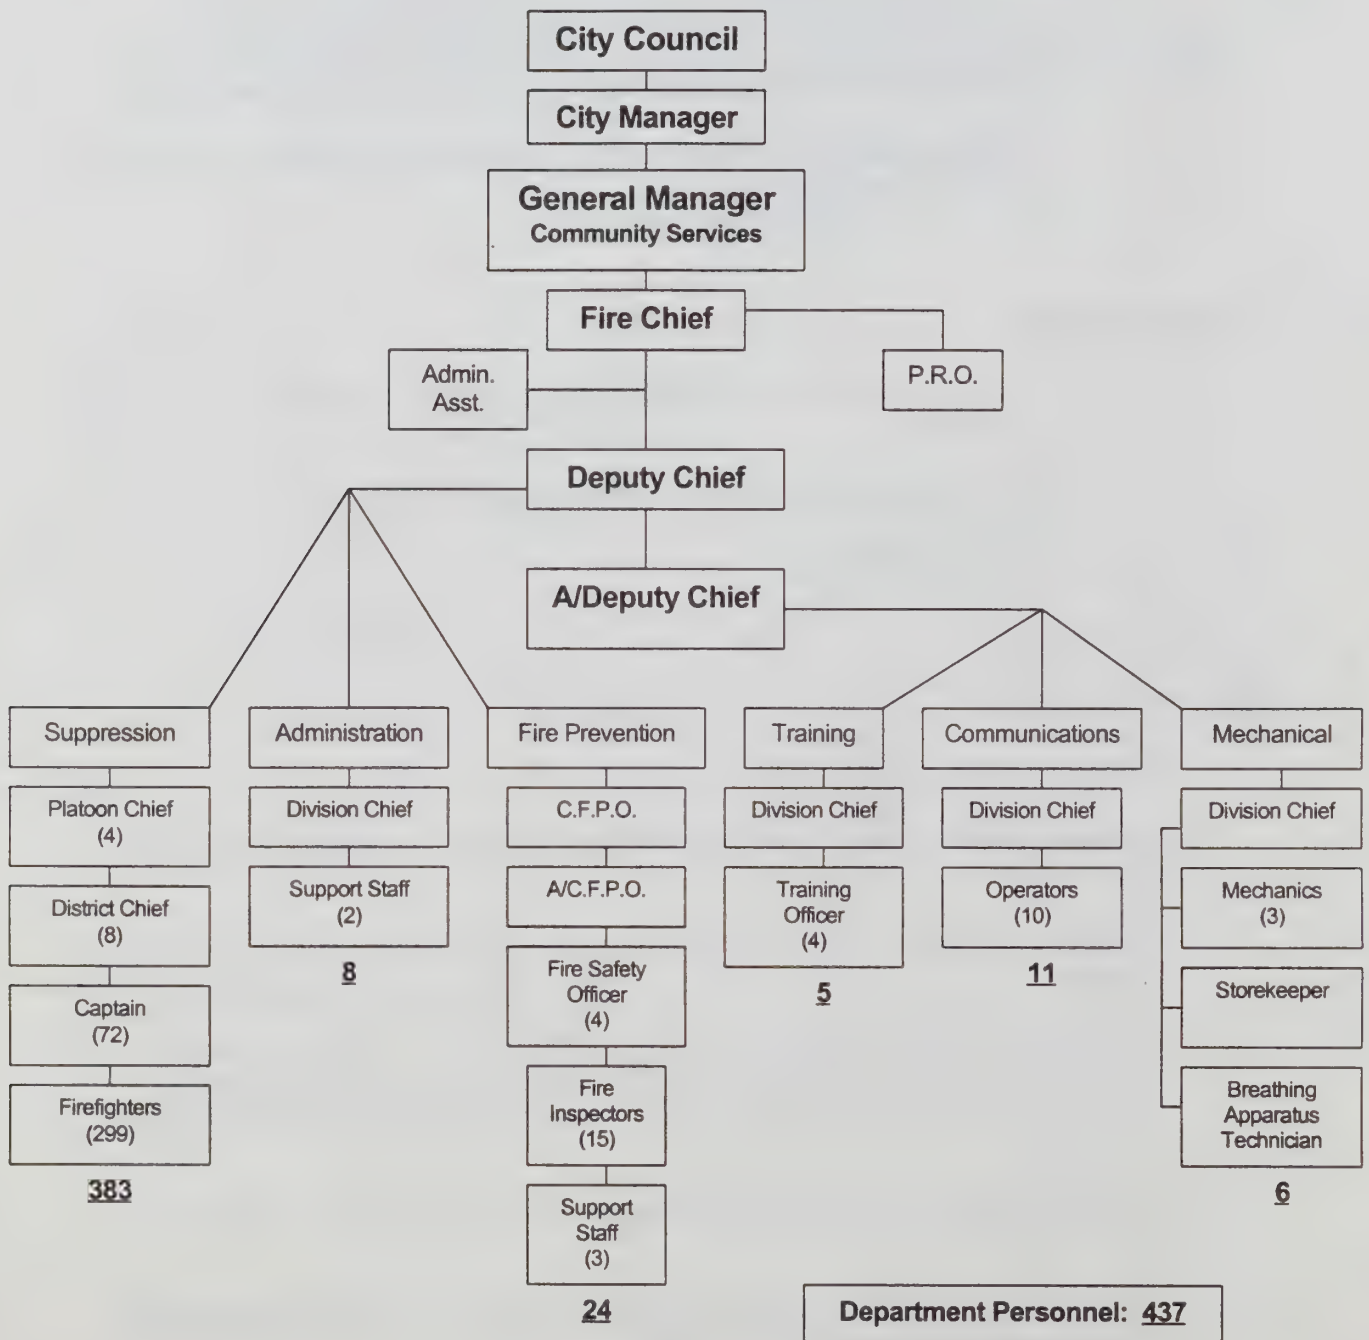 City Council
City Manager
General Manager
Community Services
Fire Chief
Admin.
Asst.
P.R.O.
Deputy Chief
A/Deputy Chief
Suppression
Platoon Chief
(4)
District Chief
(8)
Captain
(72)
Firefighters
(299)
383
Administration
Division Chief
Support Staff
(2)
8
Fire Prevention
C.F.P.O.
A/C.F.P.O.
Fire Safety
Officer
(4)
Fire
Inspectors
(15)
Support
Staff
(3)
24
Training
Division Chief
Training
Officer
(4)
5
Communications
Division Chief
Operators
(10)
11
Mechanical
Division Chief
Mechanics
(3)
Storekeeper
Breathing
Apparatus
Technician
6
Department Personnel: 437